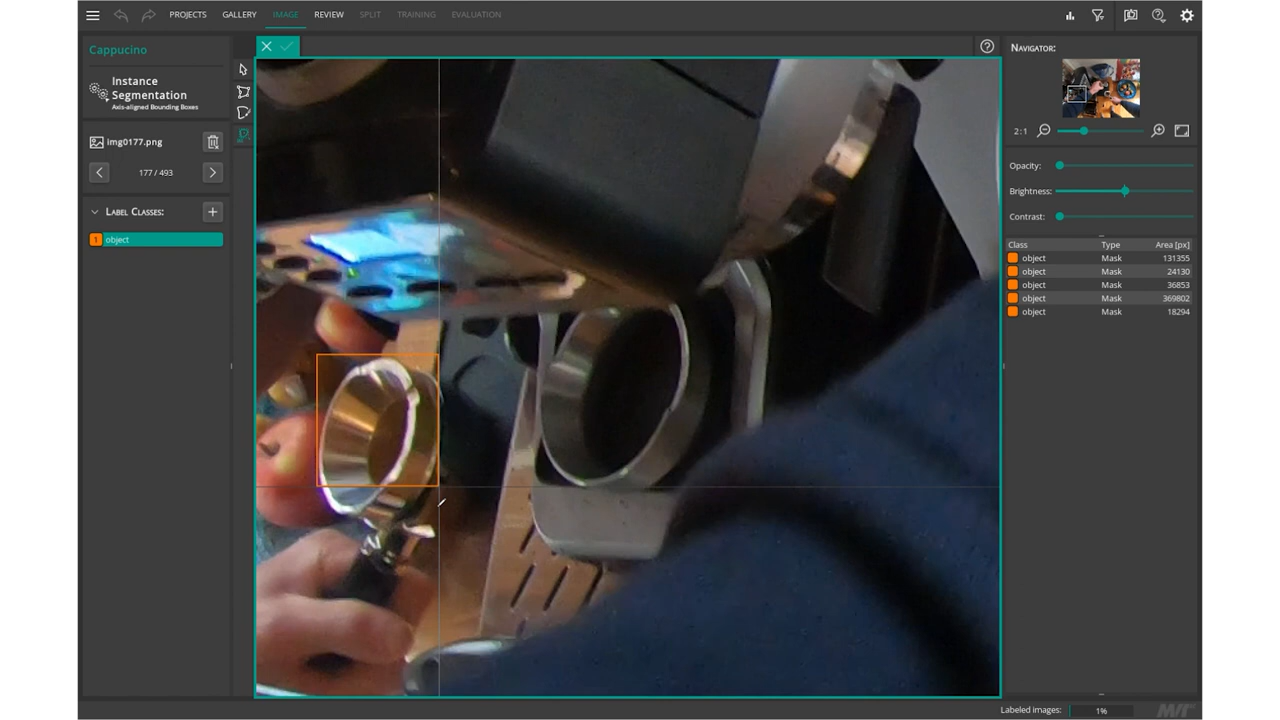 PROJECTS GALLERY IMAGE REVIEW SPLIT TRAINING EVALUATION
Cappucino
Instance
Segmentation
Axis-aligned Bounding Boxes
img0177.png
177 / 493
LABEL CLASSES:
1 object
NAVIGATOR:
2:1
Opacity:
Brightness:
Contrast:
Class Type Area [px]
object Mask 131355
object Mask 24130
object Mask 36853
object Mask 369802
object Mask 18294
Labeled images: 1%